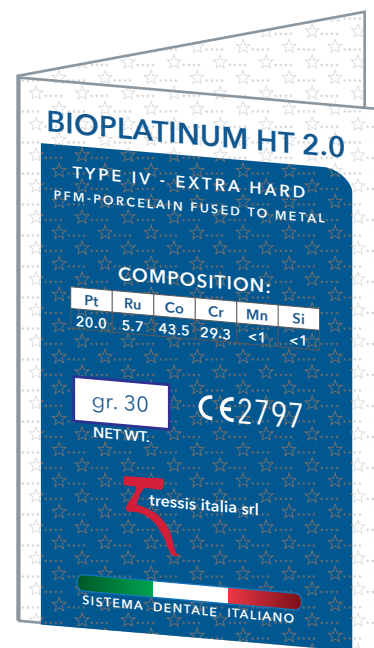 BIOPLATINUM HT 2.0
TYPE IV - EXTRA HARD
PFM-PORCELAIN FUSED TO METAL
COMPOSITION:
Pt Ru Co Cr Mn Si
20.0 5.7 43.5 29.3 <1 <1
gr. 30
CE2797
NET WT.
tressis italia srl
SISTEMA DENTALE ITALIANO